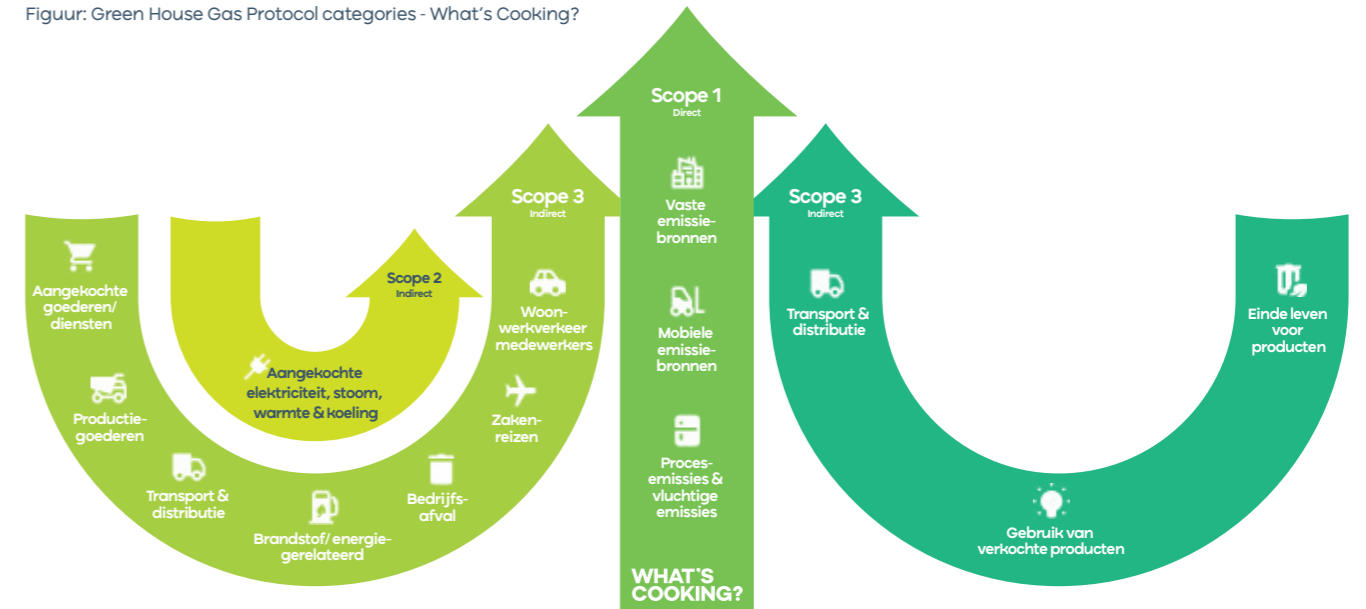 Figuur: Green House Gas Protocol categories - What's Cooking?
Aangekochte
goederen/
diensten
Productie-
goederen
Transport &
distributie
Brandstof/energie-
gerelateerd
Bedrijfs-
afval
Zaken-
reizen
Woon-
werkverkeer
medewerkers
Scope 3
Indirect
Scope 2
Indirect
Aangekochte
elektriciteit, stoom,
warmte & koeling
Scope 1
Direct
Vaste
emissie-
bronnen
Mobiele
emissie-
bronnen
Proces-
emissies &
vluchtige
emissies
WHAT'S
COOKING?
Scope 3
Indirect
Transport &
distributie
Gebruik van
verkochte producten
Einde leven
voor
producten